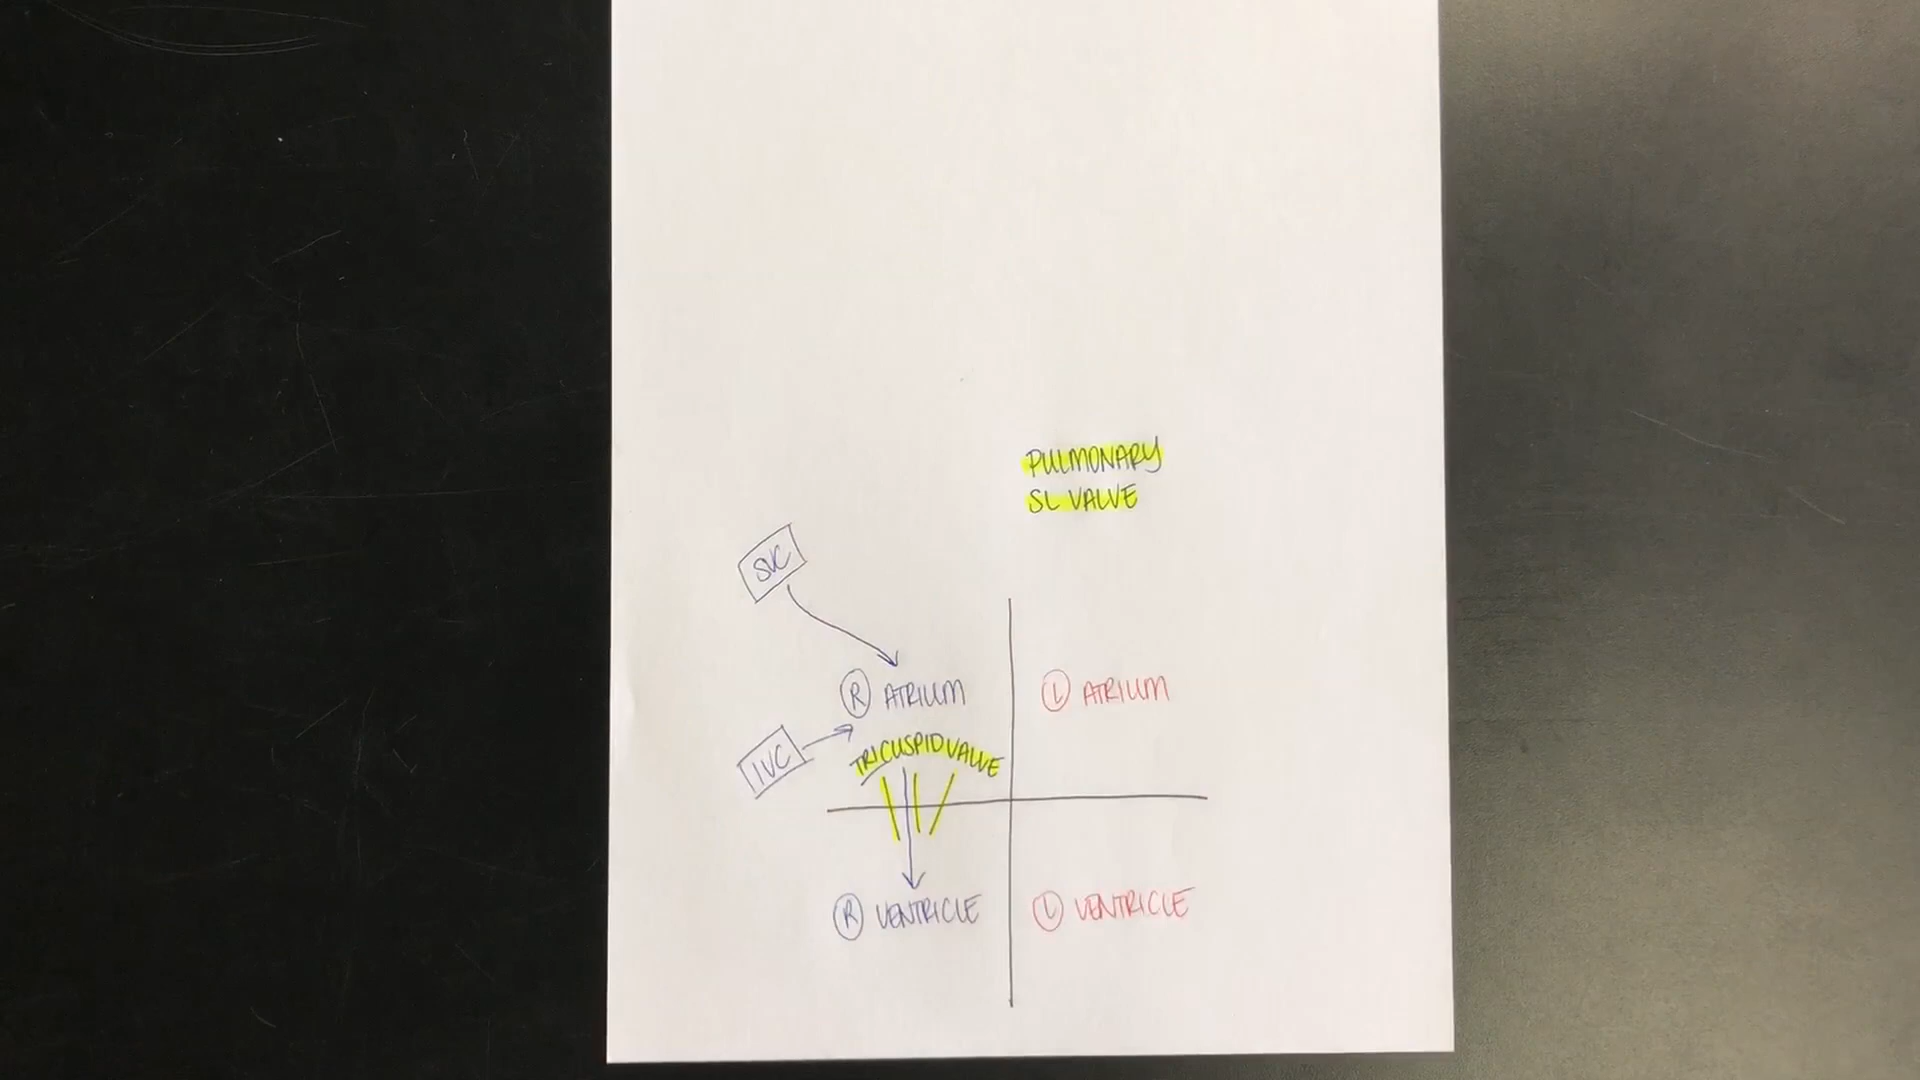 PULMONARY
SL VALVE
SVC
R ATRIUM
L ATRIUM
IVC
TRICUSPID VALVE
R VENTRICLE
L VENTRICLE